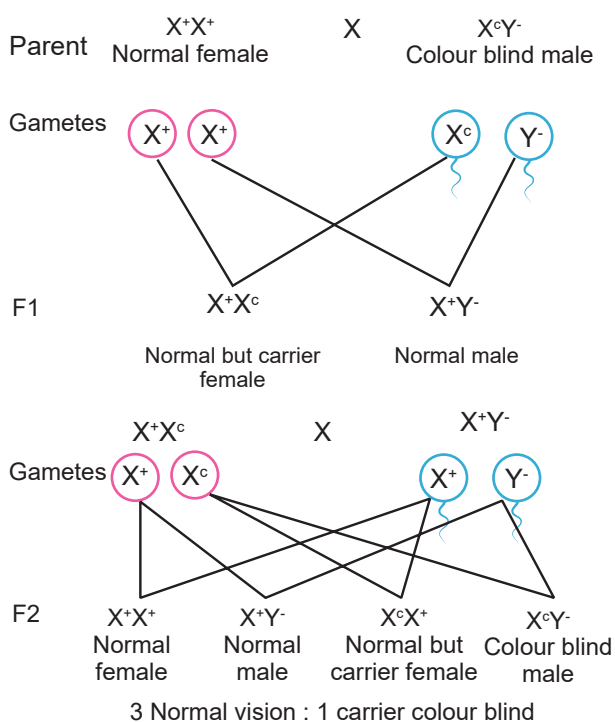 Parent X⁺X⁺ X XᶜY⁻
Normal female Colour blind male
Gametes X⁺ X⁺ Xᶜ Y⁻
F1 X⁺Xᶜ X⁺Y⁻
Normal but carrier Normal male
female
X⁺Xᶜ X X⁺Y⁻
Gametes X⁺ Xᶜ X⁺ Y⁻
F2 X⁺X⁺ X⁺Y⁻ XᶜX⁺ XᶜY⁻
Normal Normal Normal but Colour blind
female male carrier female male
3 Normal vision : 1 carrier colour blind